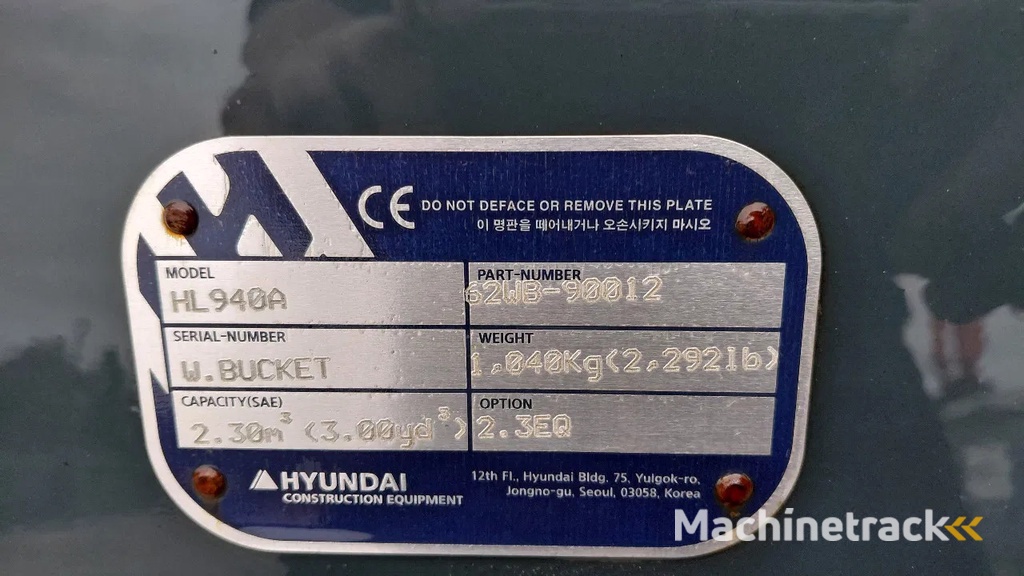 CE DO NOT DEFACE OR REMOVE THIS PLATE
이 명판을 떼어내거나 오손시키지 마시오
MODEL
HL940A
PART-NUMBER
62WB-90012
SERIAL-NUMBER
W.BUCKET
WEIGHT
1,040Kg(2,292lb)
CAPACITY(SAE)
2.30m³ (3.00yd³)
OPTION
2.3EQ
HYUNDAI
CONSTRUCTION EQUIPMENT
12th Fl., Hyundai Bldg. 75, Yulgok-ro,
Jongno-gu, Seoul, 03058, Korea
Machinetrack